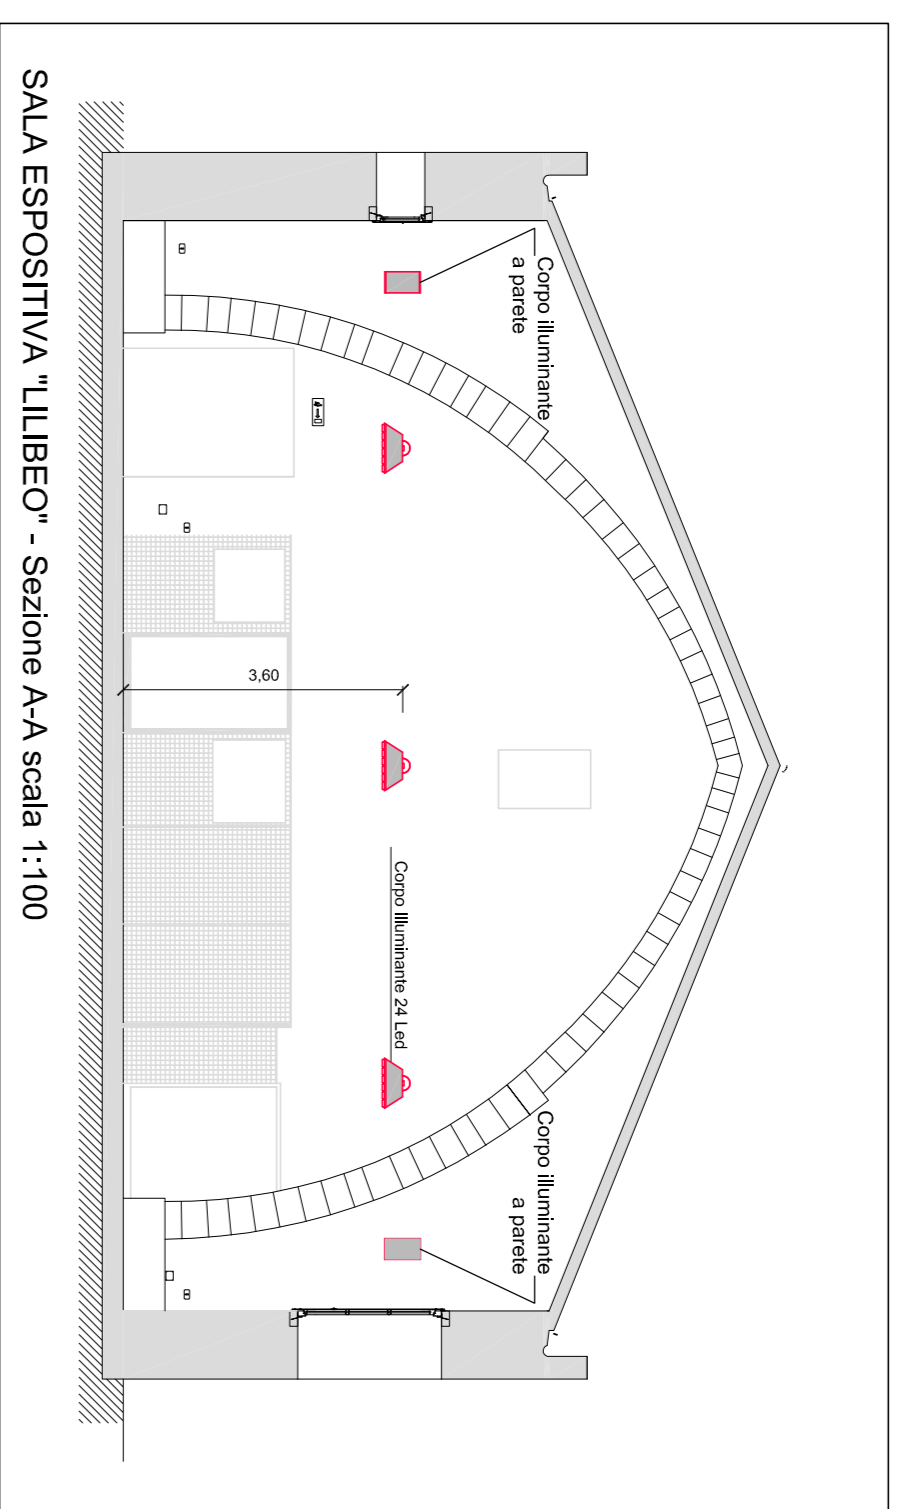 Corpo illuminante
a parete
3,60
Corpo Illuminante 24 Led
Corpo illuminante
a parete
SALA ESPOSITIVA "LILIBEO" - Sezione A-A scala 1:100